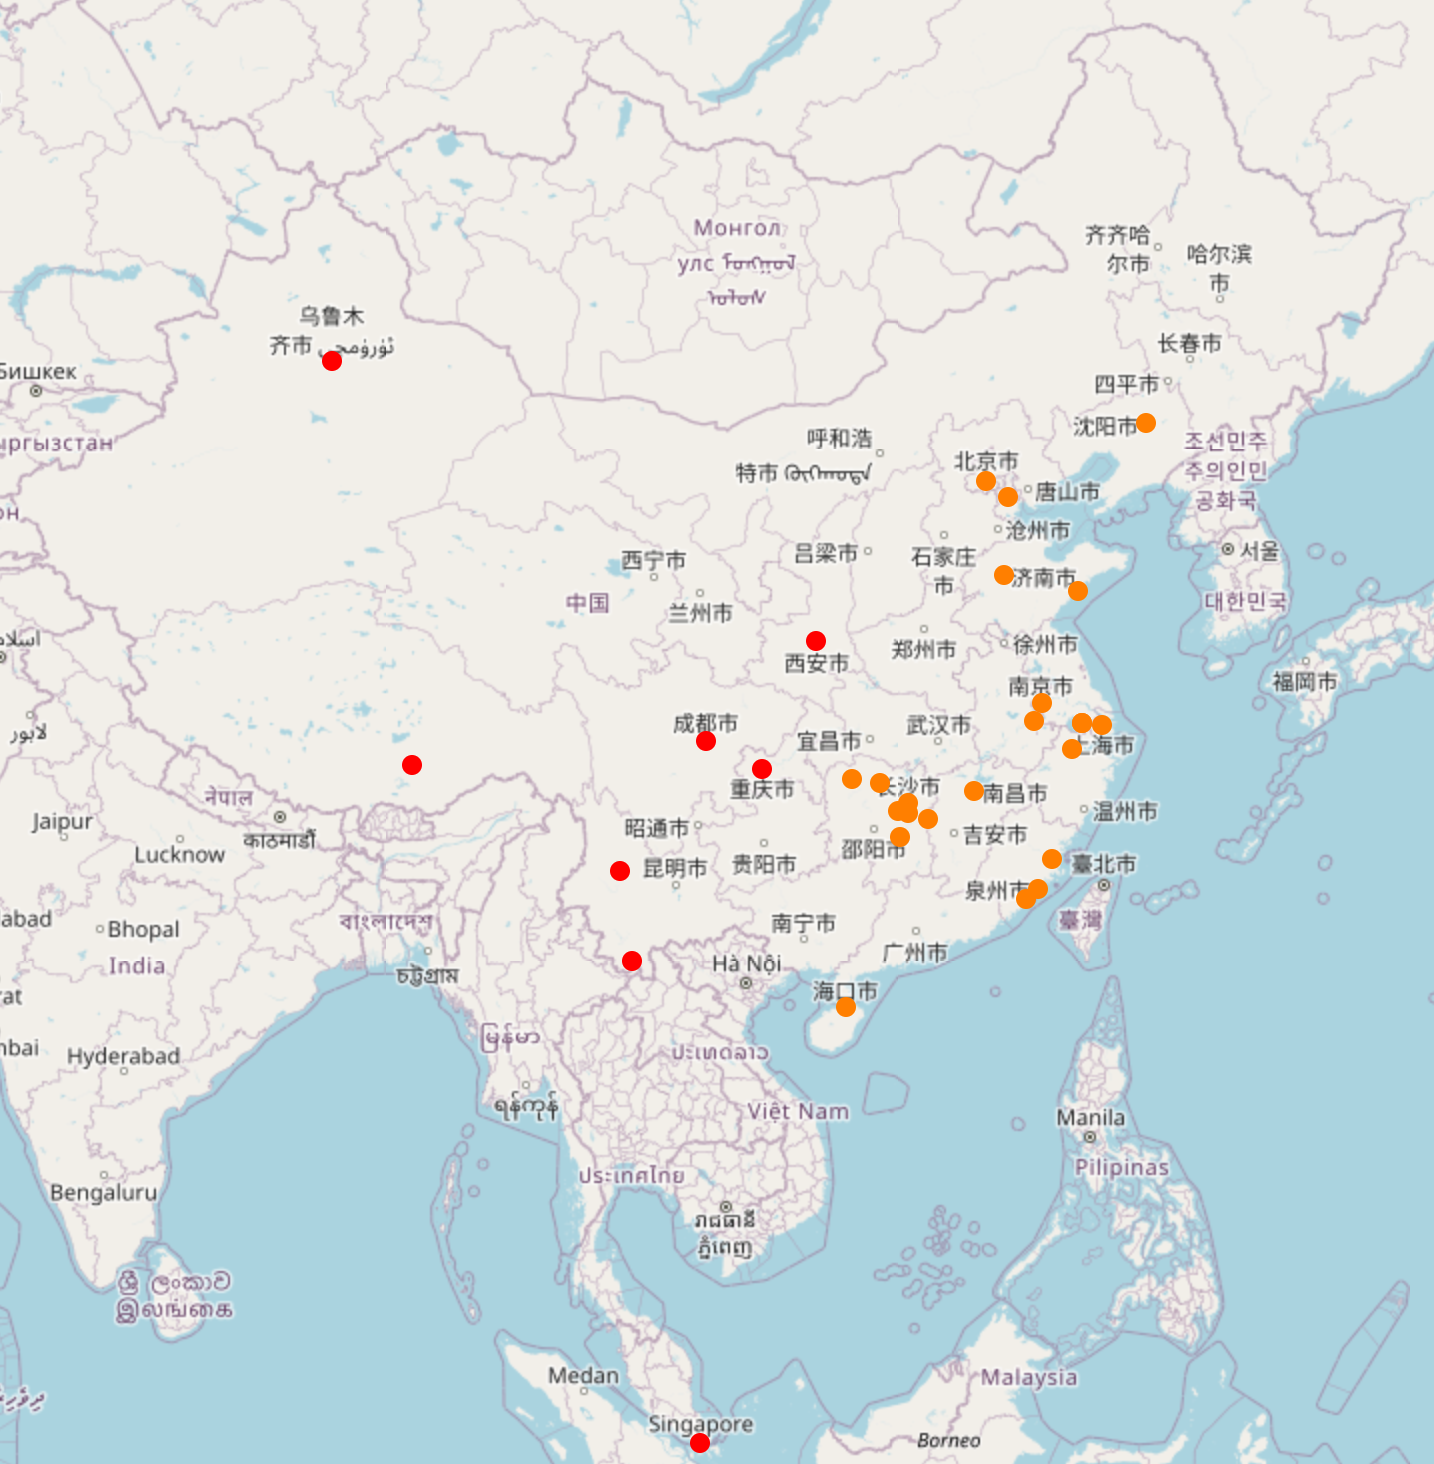 Монгол
улс ᠮᠣᠩᠭᠣᠯ
ᠤᠯᠤᠰ
齐齐哈
尔市
哈尔滨
市
乌鲁木
齐市
长春市
Бишкек
四平市
沈阳市
조선민주
주의인민
공화국
呼和浩
特市
北京市
唐山市
ыргызстан
沧州市
서울
吕梁市
石家庄
市
西宁市
济南市
中国
대한민국
兰州市
徐州市
郑州市
西安市
福岡市
南京市
成都市
武汉市
宜昌市
上海市
لاہور
नेपाल
重庆市
长沙市
南昌市
温州市
Jaipur
काठमाडौँ
昭通市
吉安市
Lucknow
邵阳市
昆明市
贵阳市
臺北市
泉州市
abad
বাংলাদেশ
臺灣
Bhopal
南宁市
广州市
India
Hà Nội
চট্টগ্রাম
海口市
rat
မြန်မာ
nbai
Hyderabad
ປະເທດລາວ
ရန်ကုန်
Việt Nam
Manila
Pilipinas
ประเทศไทย
Bengaluru
រាជធានី
ភ្នំពេញ
ශ්‍රී ලංකාව
இலங்கை
Medan
Malaysia
Singapore
Borneo